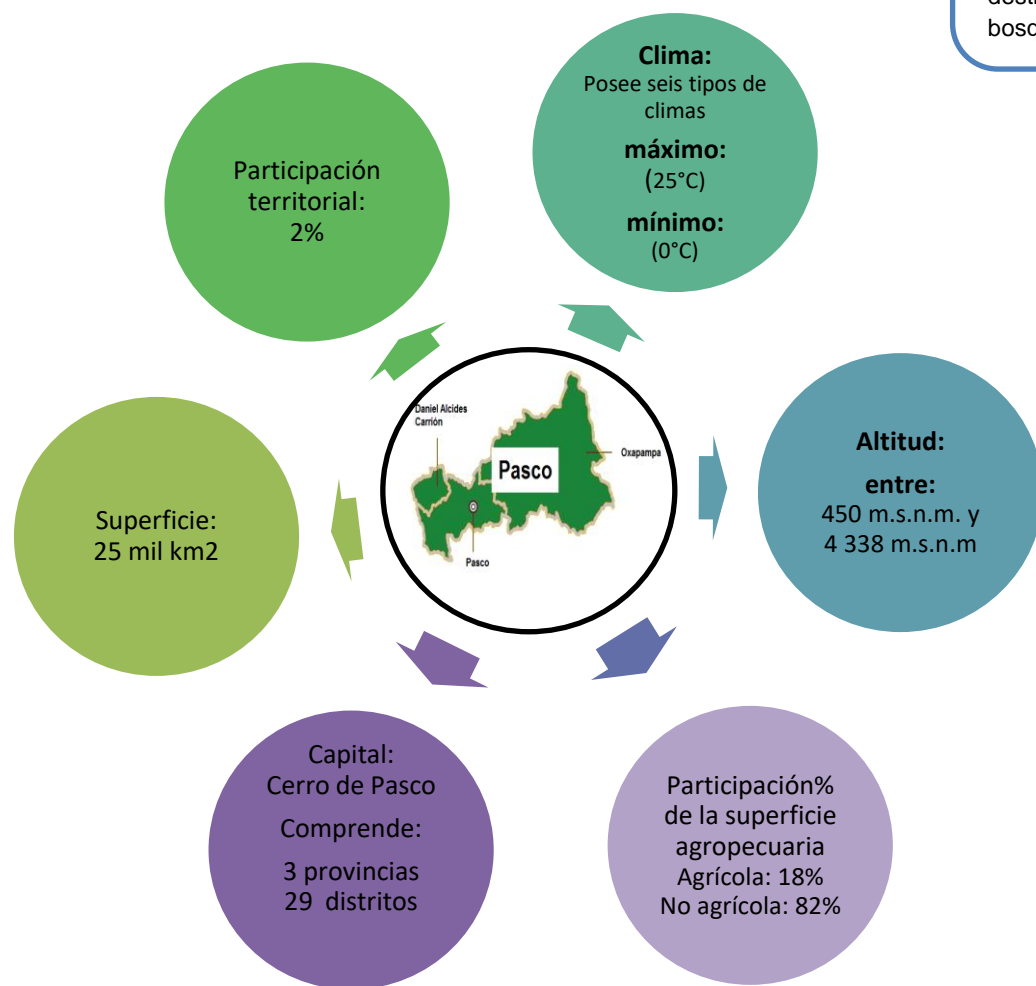 Clima:
Posee seis tipos de
climas
máximo:
(25°C)
mínimo:
(0°C)
Participación
territorial:
2%
Daniel Alcides
Carrión
Oxapampa
Pasco
Pasco
Altitud:
entre:
450 m.s.n.m. y
4 338 m.s.n.m
Superficie:
25 mil km2
Capital:
Cerro de Pasco
Comprende:
3 provincias
29 distritos
Participación%
de la superficie
agropecuaria
Agrícola: 18%
No agrícola: 82%